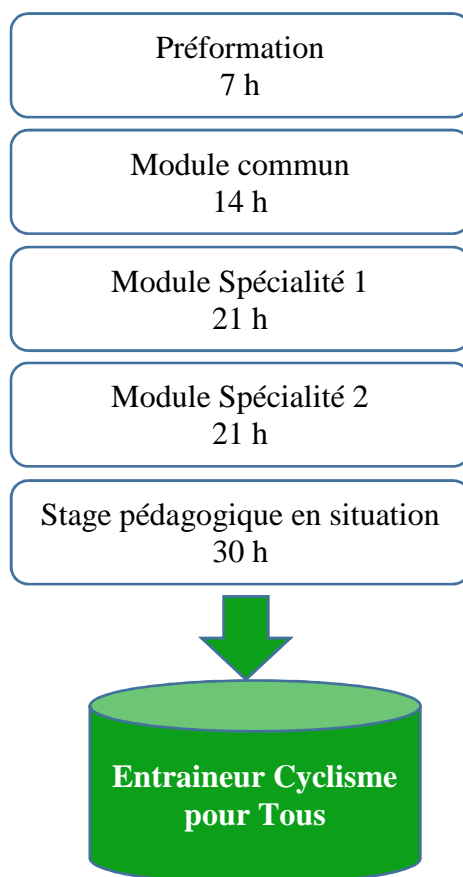 Préformation
7 h
Module commun
14 h
Module Spécialité 1
21 h
Module Spécialité 2
21 h
Stage pédagogique en situation
30 h
Entraineur Cyclisme
pour Tous